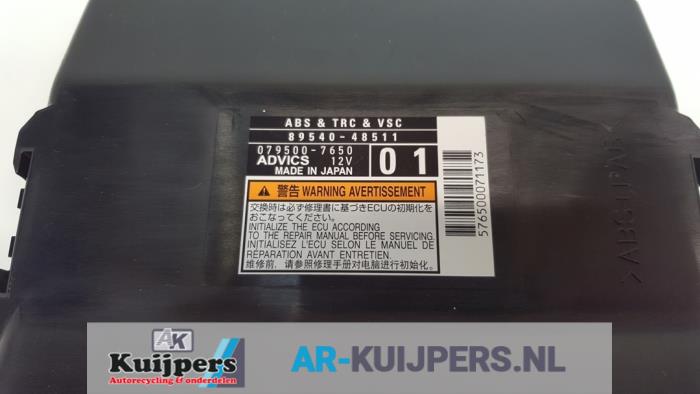 ABS & TRC & VSC
89540-48511
079500-7650
ADVICS 12V
MADE IN JAPAN
01
576500071173
警告 WARNING AVERTISSEMENT
交換時は必ず修理書に基づきECUの初期化を
おこなってください。
INITIALIZE THE ECU ACCORDING
TO THE REPAIR MANUAL BEFORE SERVICING.
INITIALISEZ L'ECU SELON LE MANUEL DE
RÉPARATION AVANT ENTRETIEN.
维修前, 请参照修理手册对电脑进行初始化。
AK
Kuijpers
Autorecycling & onderdelen
AR-KUIJPERS.NL